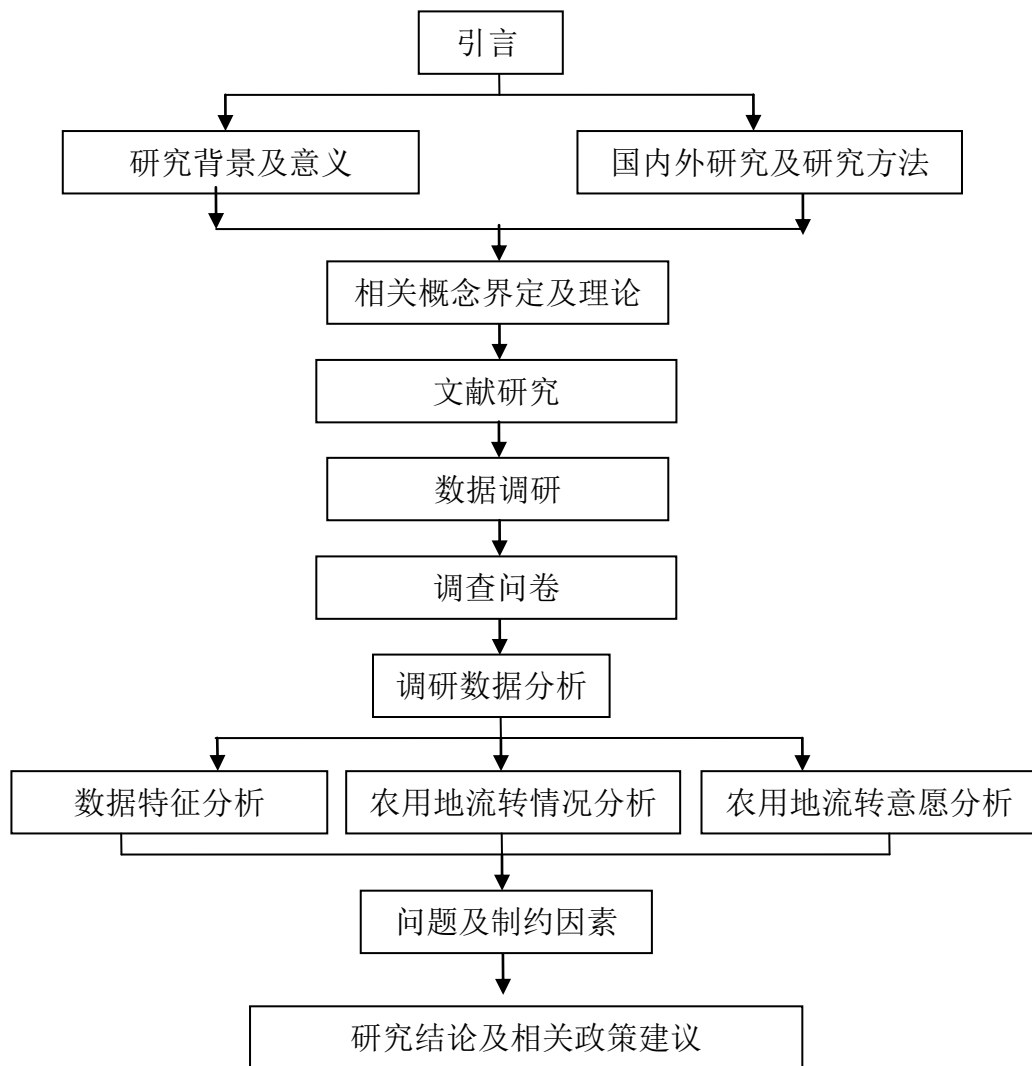 引言
研究背景及意义
国内外研究及研究方法
相关概念界定及理论
文献研究
数据调研
调查问卷
调研数据分析
数据特征分析
农用地流转情况分析
农用地流转意愿分析
问题及制约因素
研究结论及相关政策建议